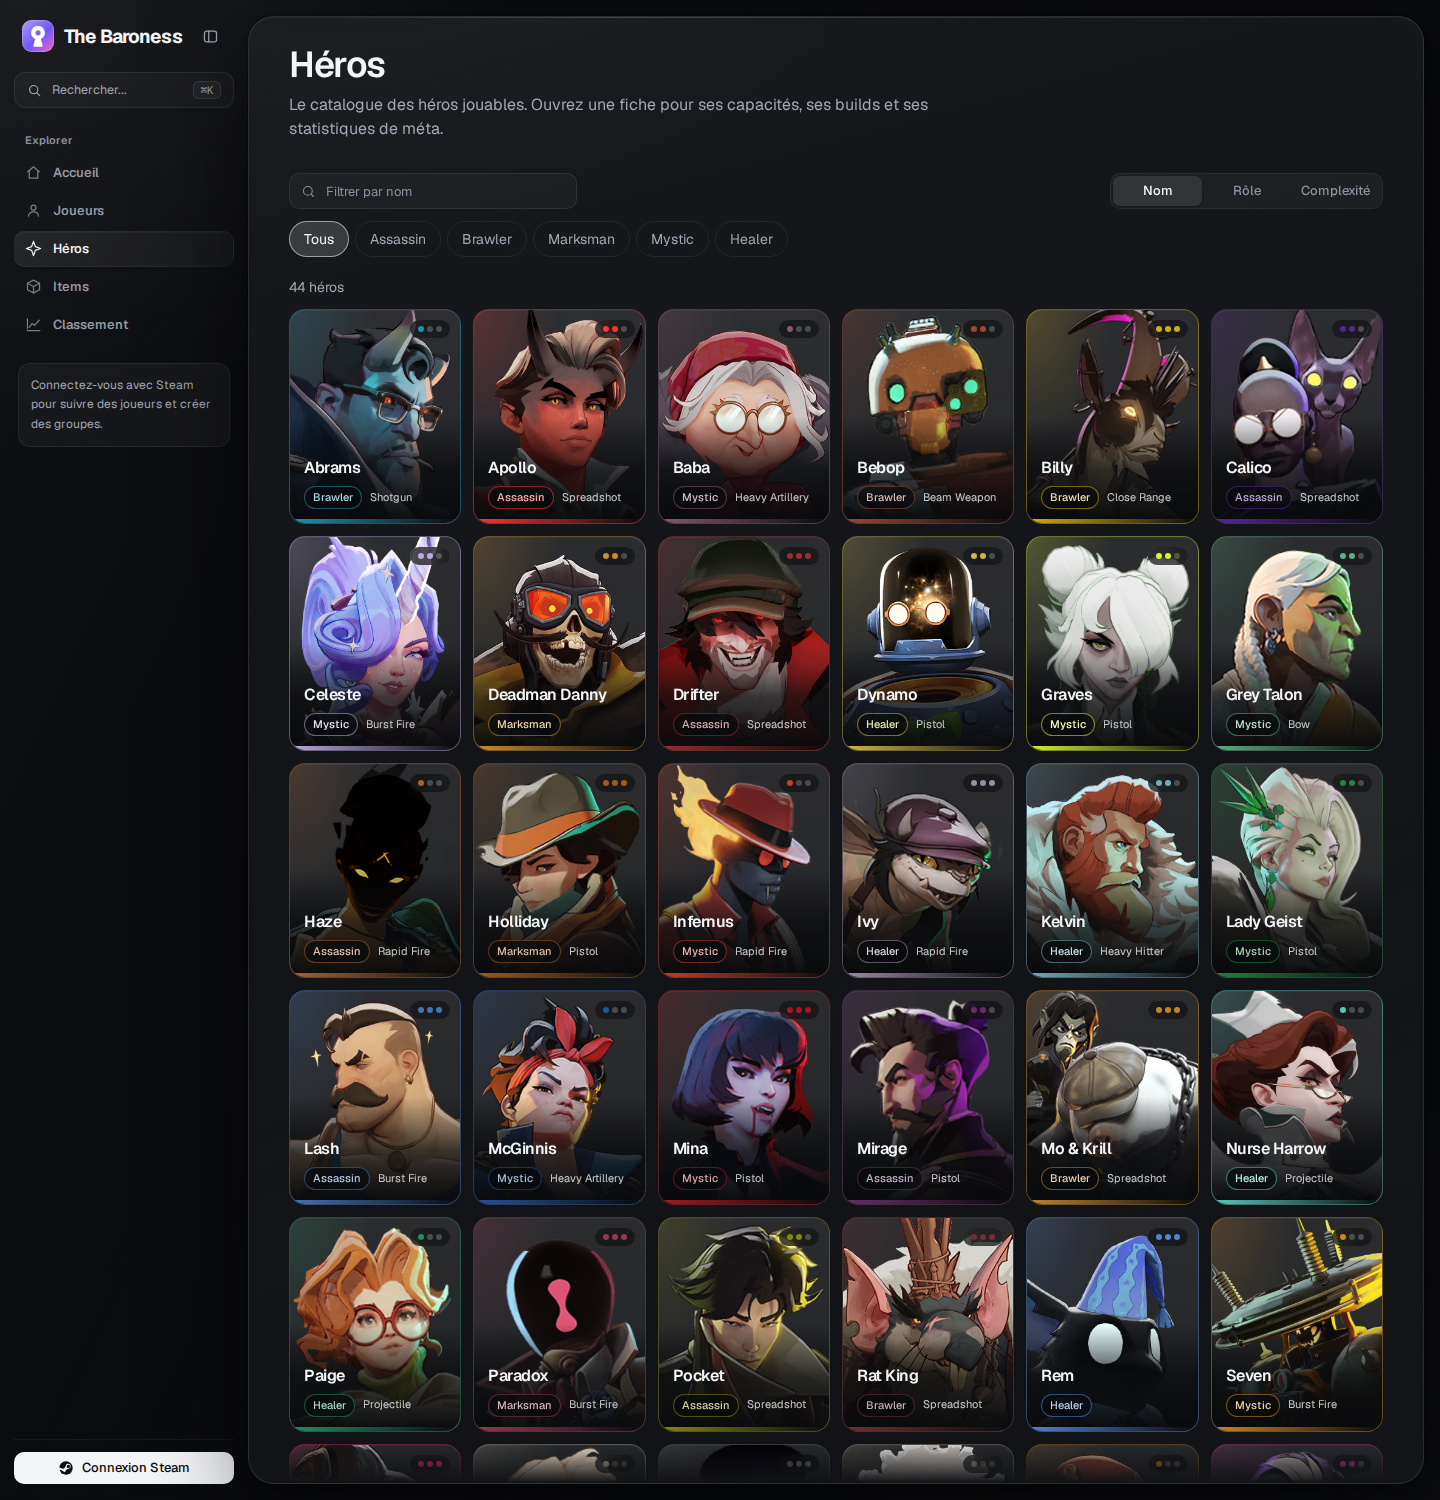 The Baroness
Rechercher...
⌘K
Explorer
Accueil
Joueurs
Héros
Items
Classement
Connectez-vous avec Steam
pour suivre des joueurs et créer
des groupes.
Connexion Steam
Héros
Le catalogue des héros jouables. Ouvrez une fiche pour ses capacités, ses builds et ses
statistiques de méta.
Filtrer par nom
Nom Rôle Complexité
Tous Assassin Brawler Marksman Mystic Healer
44 héros
Abrams
Brawler Shotgun
Apollo
Assassin Spreadshot
Baba
Mystic Heavy Artillery
Bebop
Brawler Beam Weapon
Billy
Brawler Close Range
Calico
Assassin Spreadshot
Celeste
Mystic Burst Fire
Deadman Danny
Marksman
Drifter
Assassin Spreadshot
Dynamo
Healer Pistol
Graves
Mystic Pistol
Grey Talon
Mystic Bow
Haze
Assassin Rapid Fire
Holliday
Marksman Pistol
Infernus
Mystic Rapid Fire
Ivy
Healer Rapid Fire
Kelvin
Healer Heavy Hitter
Lady Geist
Mystic Pistol
Lash
Assassin Burst Fire
McGinnis
Mystic Heavy Artillery
Mina
Mystic Pistol
Mirage
Assassin Pistol
Mo & Krill
Brawler Spreadshot
Nurse Harrow
Healer Projectile
Paige
Healer Projectile
Paradox
Marksman Burst Fire
Pocket
Assassin Spreadshot
Rat King
Brawler Spreadshot
Rem
Healer
Seven
Mystic Burst Fire